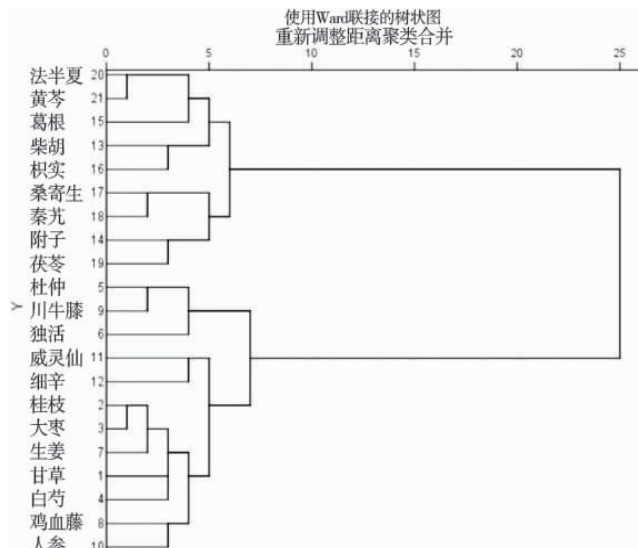 使用Ward联接的树状图
重新调整距离聚类合并
0 5 10 15 20 25
法半夏 20
黄芩 21
葛根 15
柴胡 13
枳实 16
桑寄生 17
秦艽 18
附子 14
茯苓 19
杜仲 5
川牛膝 9
独活 6
威灵仙 11
细辛 12
桂枝 2
大枣 3
生姜 7
甘草 1
白芍 4
鸡血藤 8
人参 10
Y